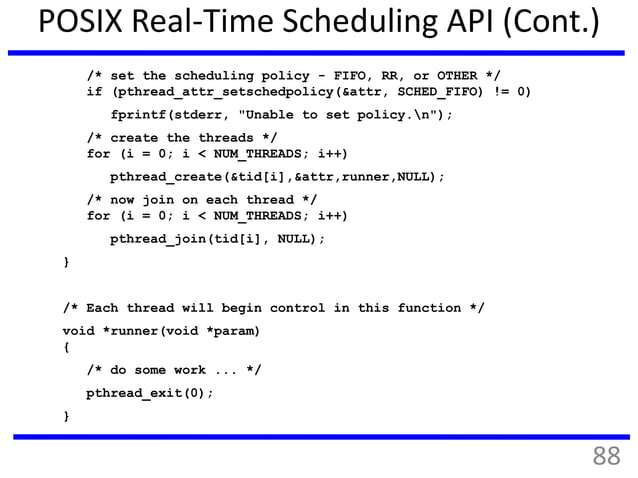 POSIX Real-Time Scheduling API (Cont.)
/* set the scheduling policy - FIFO, RR, or OTHER */
if (pthread_attr_setschedpolicy(&attr, SCHED_FIFO) != 0)
fprintf(stderr, "Unable to set policy.\n");
/* create the threads */
for (i = 0; i < NUM_THREADS; i++)
pthread_create(&tid[i],&attr,runner,NULL);
/* now join on each thread */
for (i = 0; i < NUM_THREADS; i++)
pthread_join(tid[i], NULL);
}
/* Each thread will begin control in this function */
void *runner(void *param)
{
/* do some work ... */
pthread_exit(0);
}
88